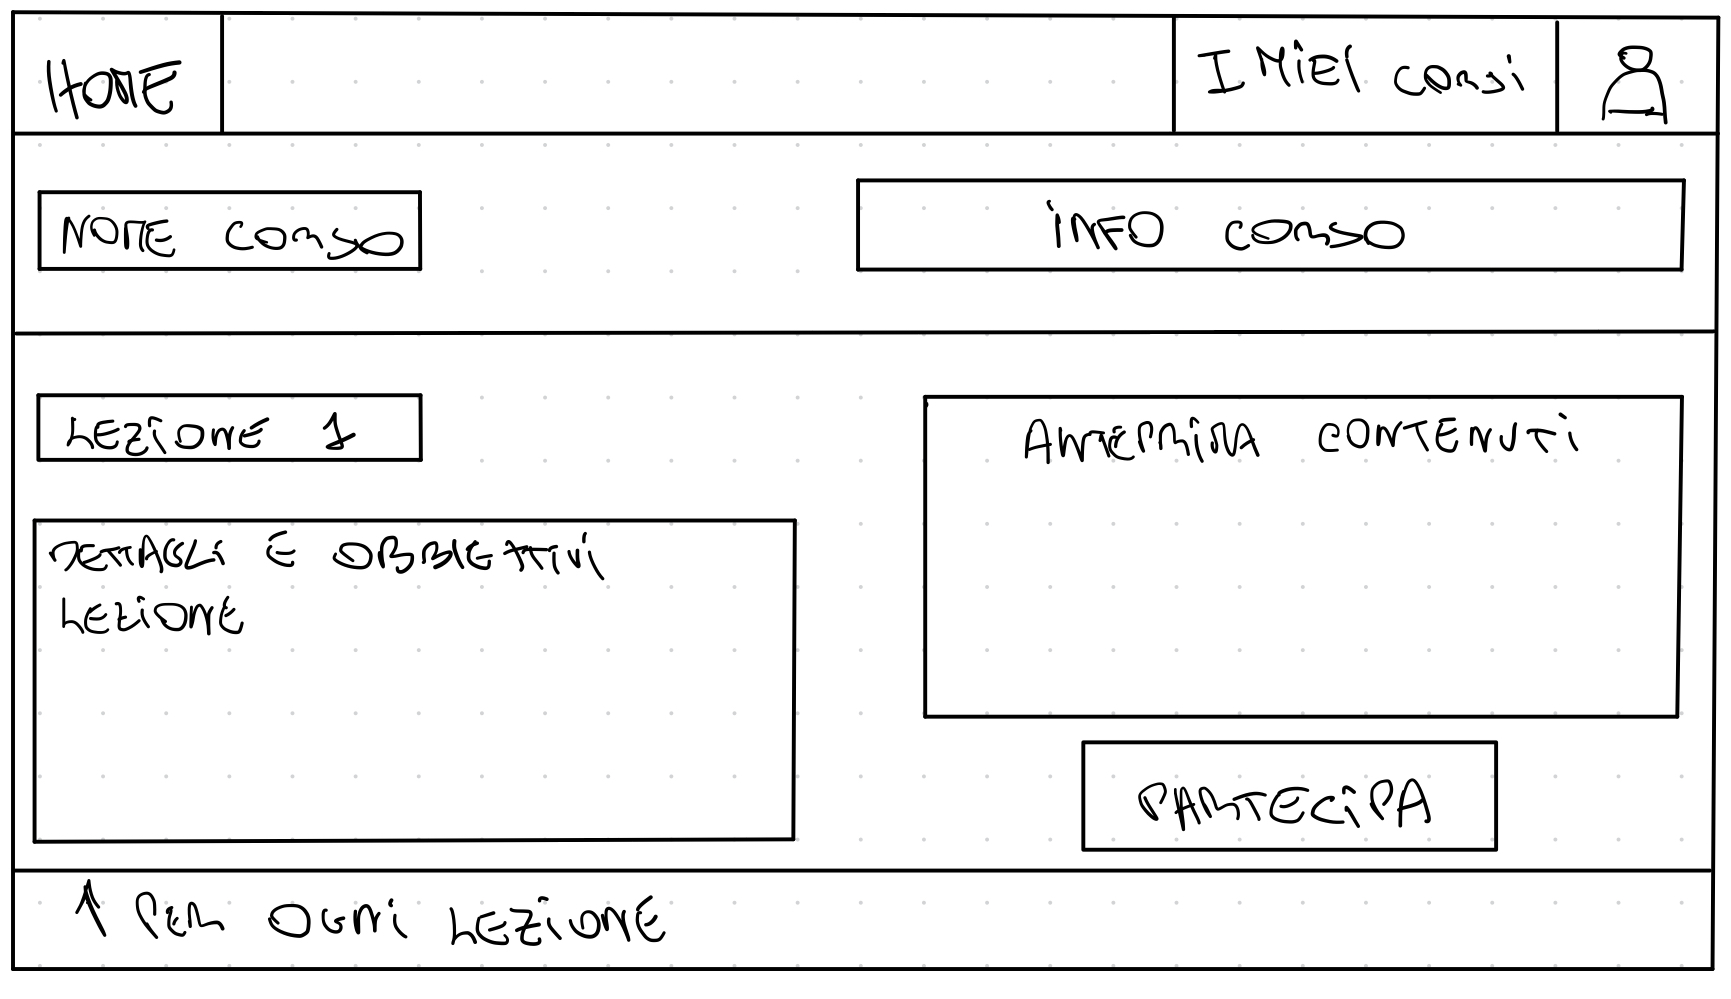 HOME
I MIEI CORSI
NOME CORSO
INFO CORSO
LEZIONE 1
ANTEPRIMA CONTENUTI
DETTAGLI E OBBIETTIVI
LEZIONE
PARTECIPA
↑ PER OGNI LEZIONE